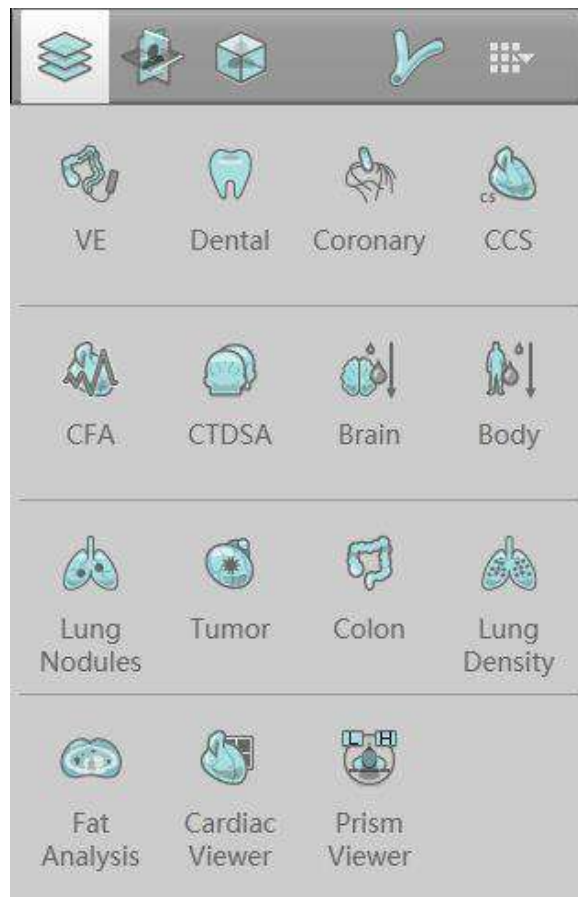 VE Dental Coronary CCS
CS
CFA CTDSA Brain Body
Lung Tumor Colon Lung
Nodules Density
Fat Cardiac Prism
Analysis Viewer Viewer
L H